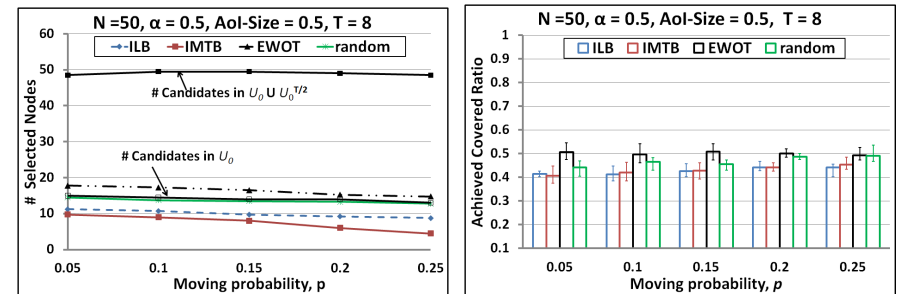 N =50, α = 0.5, AoI-Size = 0.5, T = 8
ILB IMTB EWOT random
# Selected Nodes
60
50
40
30
20
10
0
# Candidates in U₀ U U₀ᵀ/²
# Candidates in U₀
0.05 0.1 0.15 0.2 0.25
Moving probability, p
N =50, α = 0.5, AoI-Size = 0.5, T = 8
ILB IMTB EWOT random
Achieved Covered Ratio
1
0.9
0.8
0.7
0.6
0.5
0.4
0.3
0.2
0.1
0.05 0.1 0.15 0.2 0.25
Moving probability, p